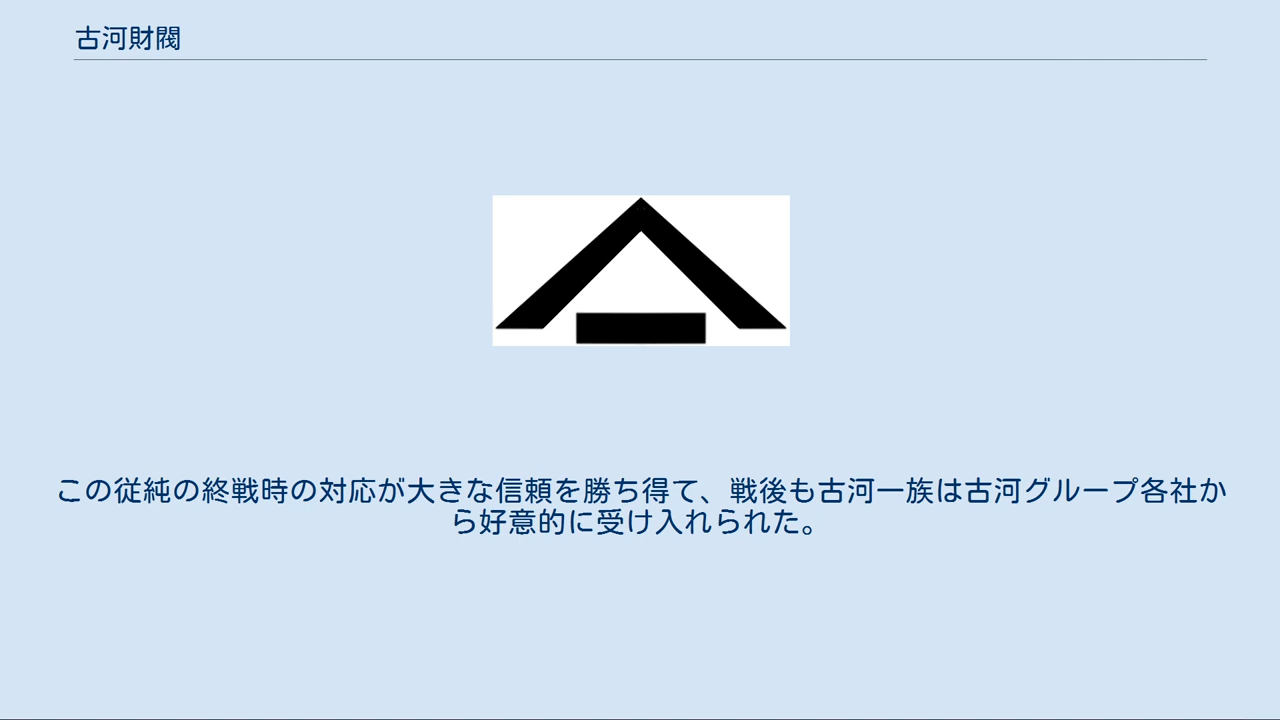 古河財閥
この従純の終戦時の対応が大きな信頼を勝ち得て、戦後も古河一族は古河グループ各社か
ら好意的に受け入れられた。